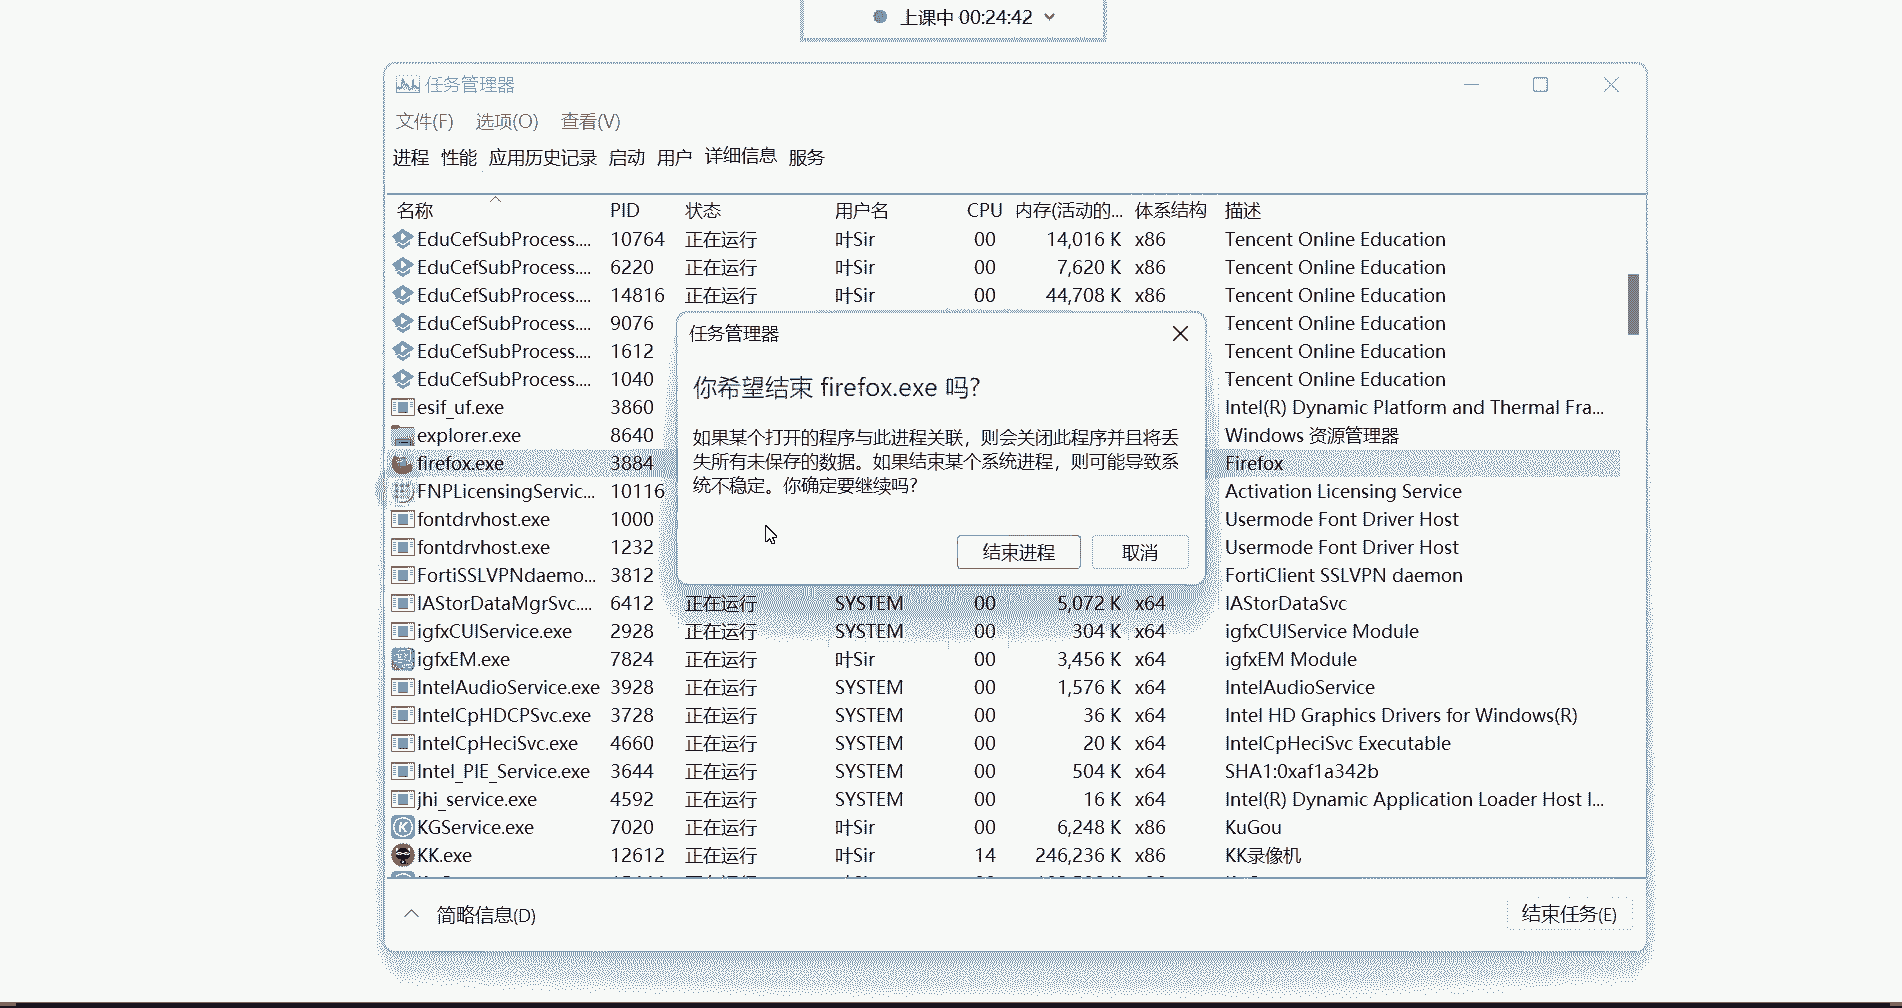 上课中 00:24:42
任务管理器
文件(F) 选项(O) 查看(V)
进程 性能 应用历史记录 启动 用户 详细信息 服务
名称 PID 状态 用户名 CPU 内存(活动的... 体系结构 描述
EduCefSubProcess.... 10764 正在运行 叶Sir 00 14,016 K x86 Tencent Online Education
EduCefSubProcess.... 6220 正在运行 叶Sir 00 7,620 K x86 Tencent Online Education
EduCefSubProcess.... 14816 正在运行 叶Sir 00 44,708 K x86 Tencent Online Education
EduCefSubProcess.... 9076 Tencent Online Education
EduCefSubProcess.... 1612 Tencent Online Education
EduCefSubProcess.... 1040 Tencent Online Education
esif_uf.exe 3860 Intel(R) Dynamic Platform and Thermal Fra...
explorer.exe 8640 Windows 资源管理器
firefox.exe 3884 Firefox
FNPLicensingServic... 10116 Activation Licensing Service
fontdrvhost.exe 1000 Usermode Font Driver Host
fontdrvhost.exe 1232 Usermode Font Driver Host
FortiSSLVPNdaemo... 3812 FortiClient SSLVPN daemon
任务管理器
你希望结束 firefox.exe 吗?
如果某个打开的程序与此进程关联，则会关闭此程序并且将丢
失所有未保存的数据。如果结束某个系统进程，则可能导致系
统不稳定。你确定要继续吗?
结束进程 取消
IAStorDataMgrSvc.... 6412 正在运行 SYSTEM 00 5,072 K x64 IAStorDataSvc
igfxCUIService.exe 2928 正在运行 SYSTEM 00 304 K x64 igfxCUIService Module
igfxEM.exe 7824 正在运行 叶Sir 00 3,456 K x64 igfxEM Module
IntelAudioService.exe 3928 正在运行 SYSTEM 00 1,576 K x64 IntelAudioService
IntelCpHDCPSvc.exe 3728 正在运行 SYSTEM 00 36 K x64 Intel HD Graphics Drivers for Windows(R)
IntelCpHeciSvc.exe 4660 正在运行 SYSTEM 00 20 K x64 IntelCpHeciSvc Executable
Intel_PIE_Service.exe 3644 正在运行 SYSTEM 00 504 K x64 SHA1:0xaf1a342b
jhi_service.exe 4592 正在运行 SYSTEM 00 16 K x64 Intel(R) Dynamic Application Loader Host I...
KGService.exe 7020 正在运行 叶Sir 00 6,248 K x86 KuGou
KK.exe 12612 正在运行 叶Sir 14 246,236 K x86 KK录像机
简略信息(D) 结束任务(E)